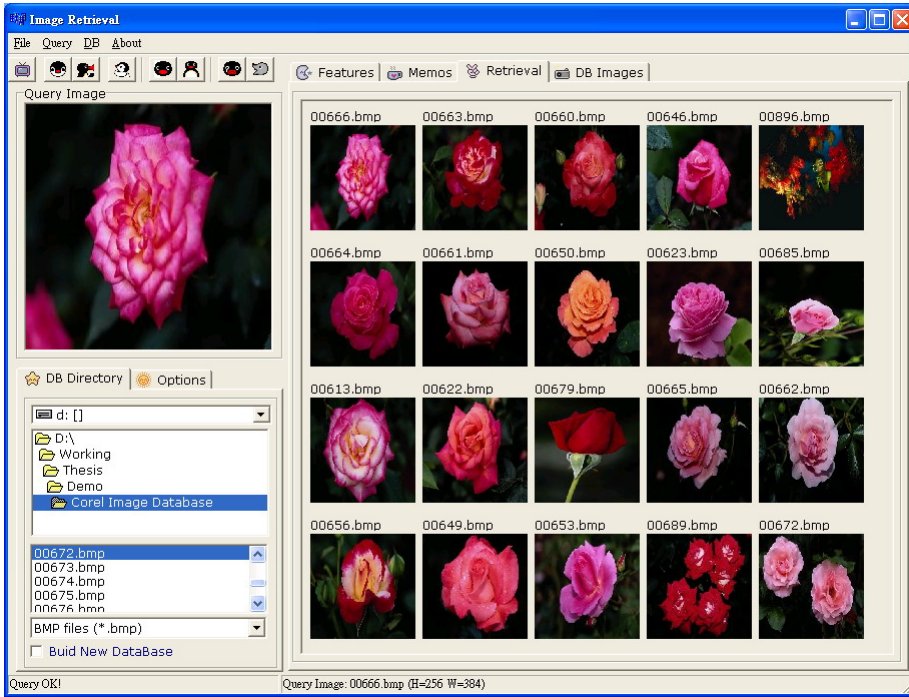 Image Retrieval
File Query DB About
Features Memos Retrieval DB Images
Query Image
00666.bmp 00663.bmp 00660.bmp 00646.bmp 00896.bmp
00664.bmp 00661.bmp 00650.bmp 00623.bmp 00685.bmp
00613.bmp 00622.bmp 00679.bmp 00665.bmp 00662.bmp
00656.bmp 00649.bmp 00653.bmp 00689.bmp 00672.bmp
DB Directory Options
d: []
D:\
Working
Thesis
Demo
Corel Image Database
00672.bmp
00673.bmp
00674.bmp
00675.bmp
00676.bmp
BMP files (*.bmp)
Buid New DataBase
Query OK!
Query Image: 00666.bmp (H=256 W=384)